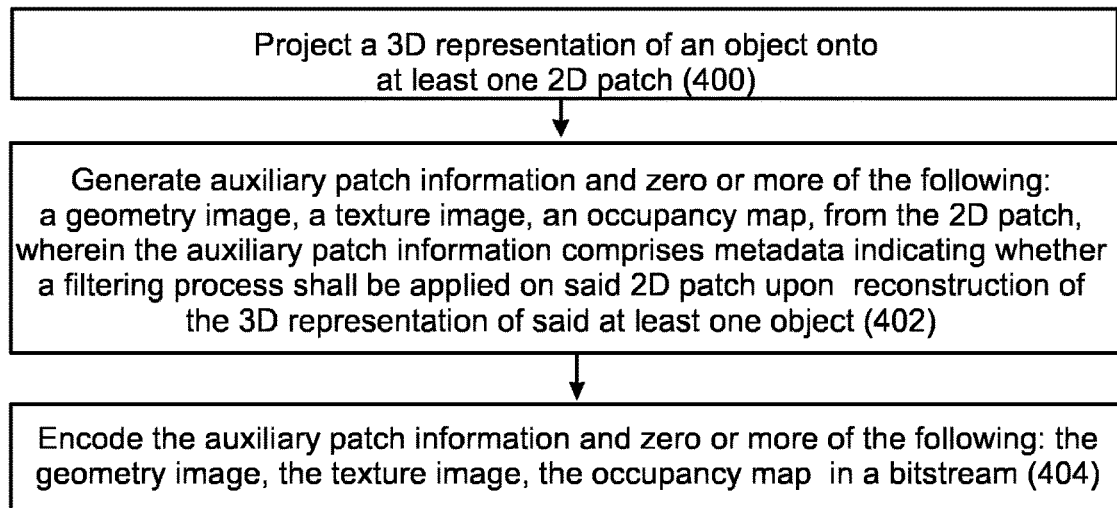 Project a 3D representation of an object onto
at least one 2D patch (400)
Generate auxiliary patch information and zero or more of the following:
a geometry image, a texture image, an occupancy map, from the 2D patch,
wherein the auxiliary patch information comprises metadata indicating whether
a filtering process shall be applied on said 2D patch upon reconstruction of
the 3D representation of said at least one object (402)
Encode the auxiliary patch information and zero or more of the following: the
geometry image, the texture image, the occupancy map in a bitstream (404)